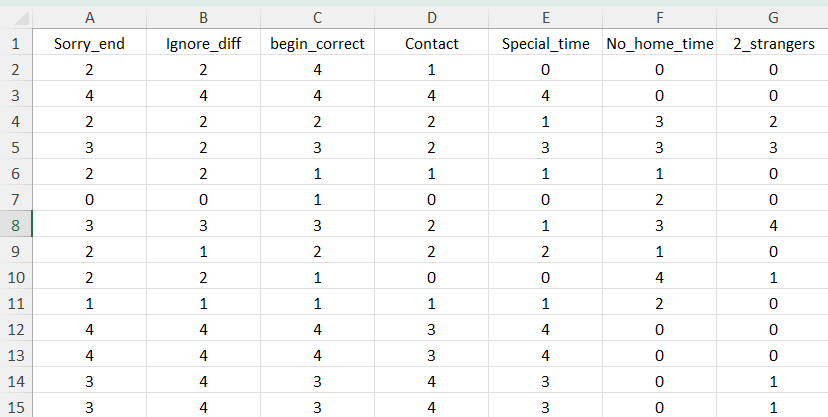 A B C D E F G
1 Sorry_end Ignore_diff begin_correct Contact Special_time No_home_time 2_strangers
2 2 2 4 1 0 0 0
3 4 4 4 4 4 0 0
4 2 2 2 2 1 3 2
5 3 2 3 2 3 3 3
6 2 2 1 1 1 1 0
7 0 0 1 0 0 2 0
8 3 3 3 2 1 3 4
9 2 1 2 2 2 1 0
10 2 2 1 0 0 4 1
11 1 1 1 1 1 2 0
12 4 4 4 3 4 0 0
13 4 4 4 3 4 0 0
14 3 4 3 4 3 0 1
15 3 4 3 4 3 0 1